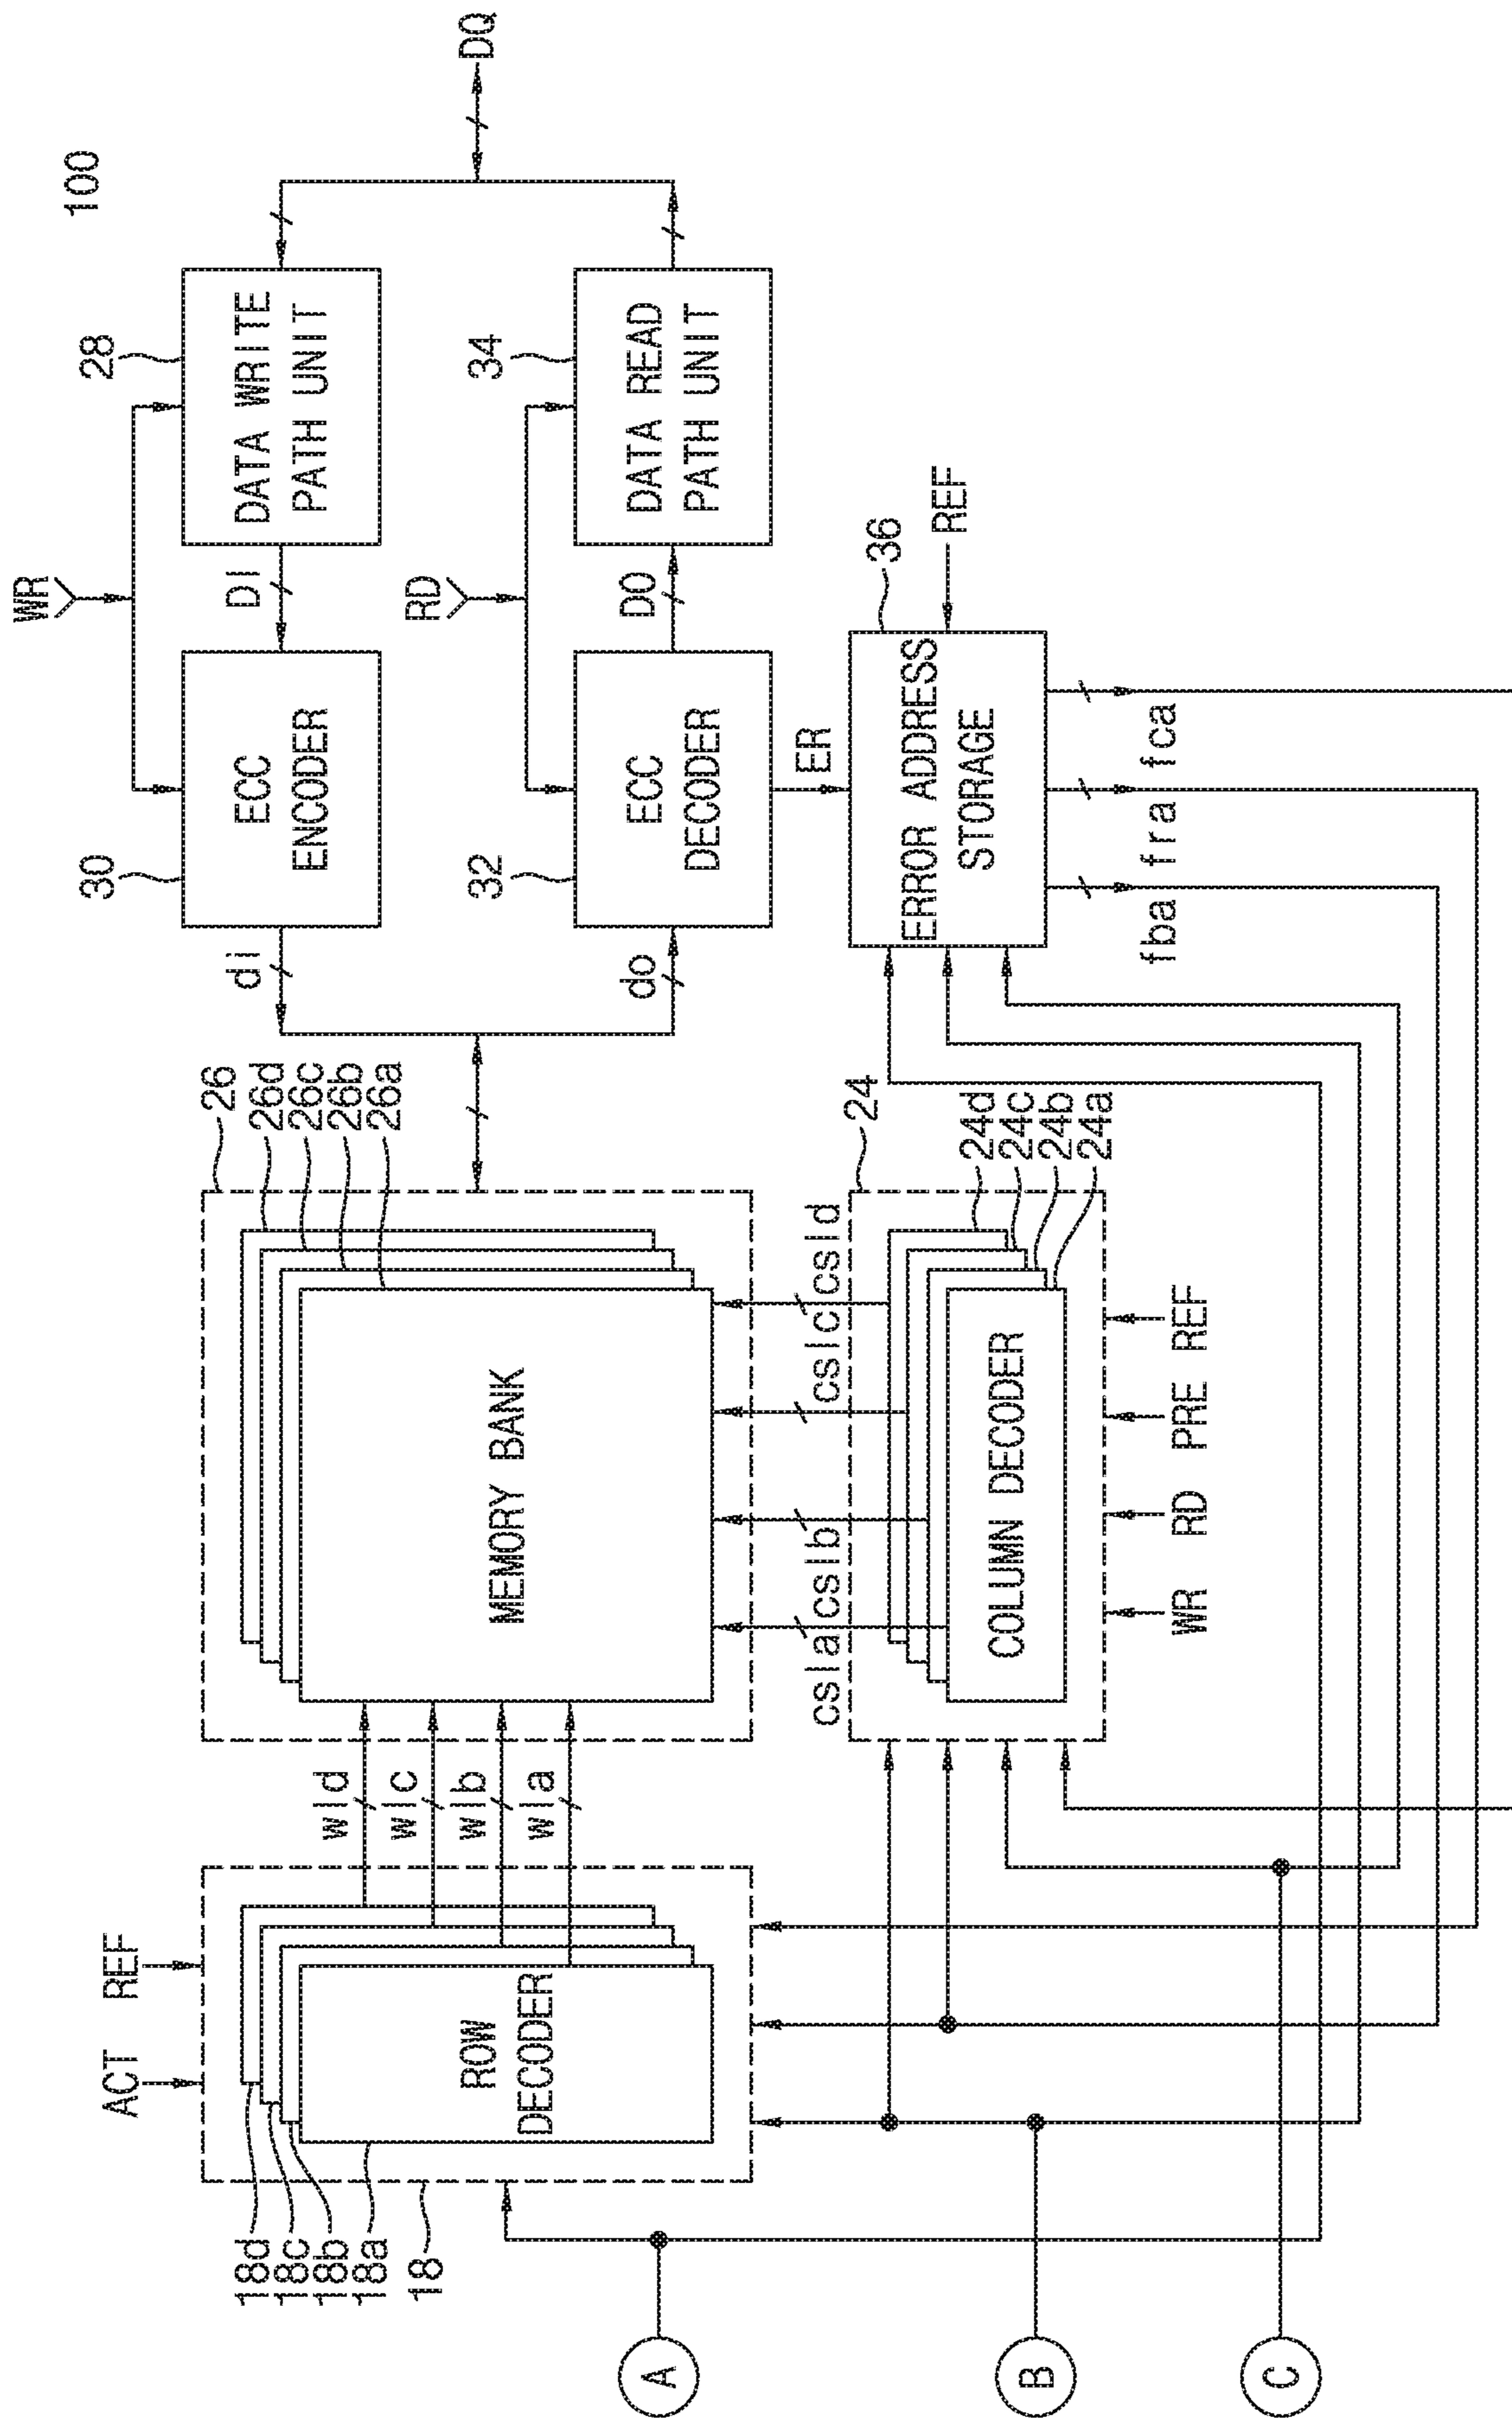 100
ACT
REF
18d
18c
18b
18a
18
ROW
DECODER
wld
wlc
wlb
wla
26
26d
26c
26b
26a
MEMORY BANK
csla
cslb
cslc
csld
24
24d
24c
24b
24a
COLUMN DECODER
WR
RD
PRE
REF
WR
30
ECC
ENCODER
di
DI
28
DATA WRITE
PATH UNIT
DQ
RD
32
ECC
DECODER
do
DO
34
DATA READ
PATH UNIT
ER
36
ERROR ADDRESS
STORAGE
REF
fba
fra
fca
A
B
C